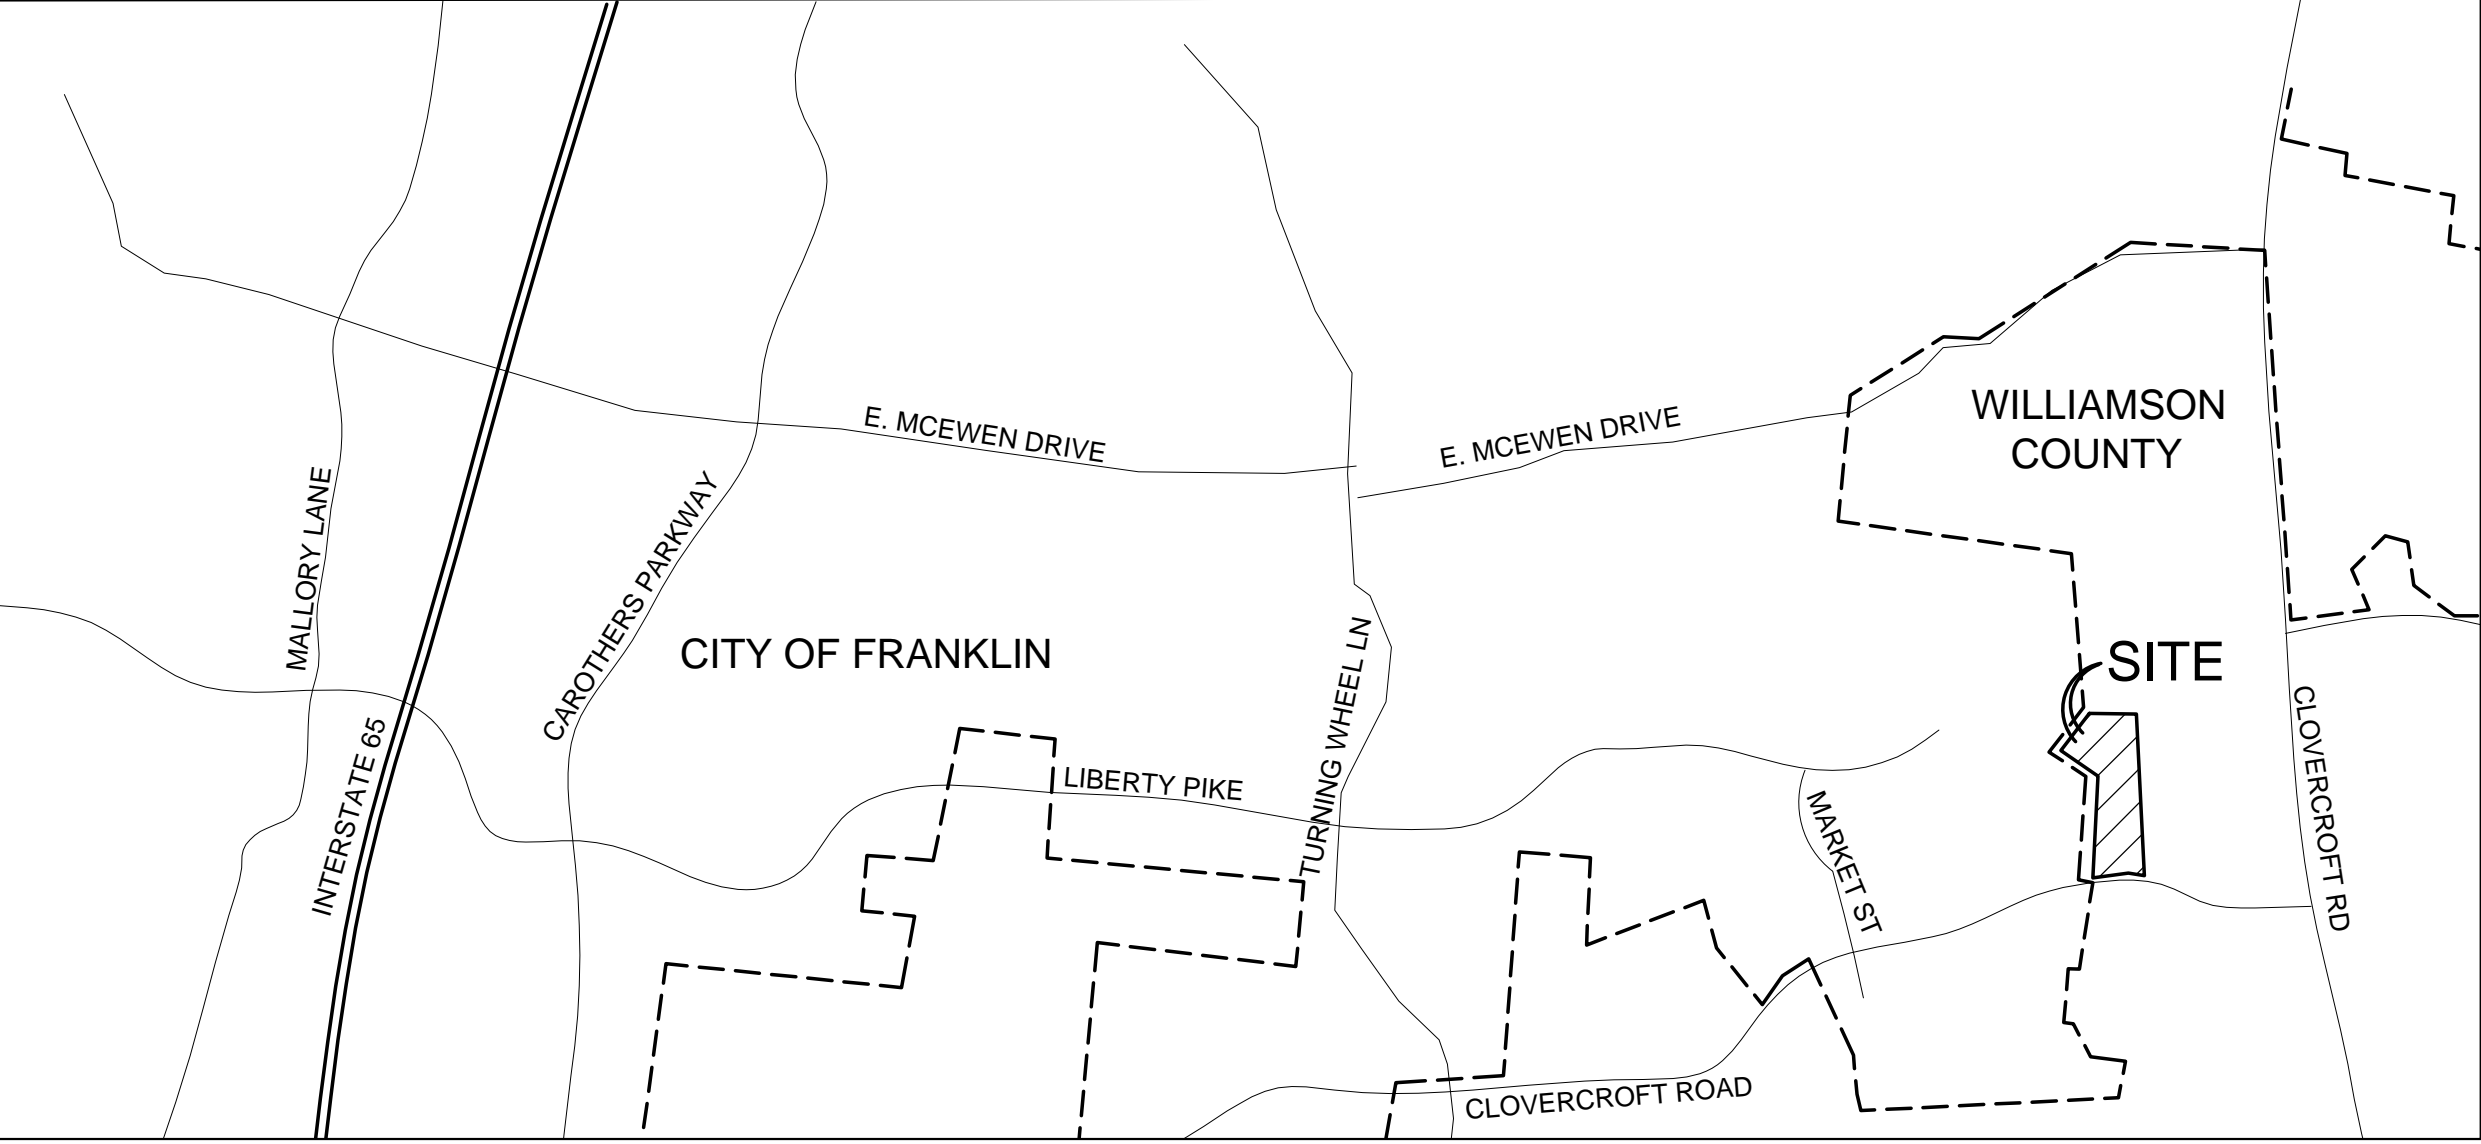 E. MCEWEN DRIVE
E. MCEWEN DRIVE
WILLIAMSON
COUNTY
MALLORY LANE
CAROTHERS PARKWAY
CITY OF FRANKLIN
TURNING WHEEL LN
SITE
INTERSTATE 65
LIBERTY PIKE
MARKET ST
CLOVERCROFT RD
CLOVERCROFT ROAD